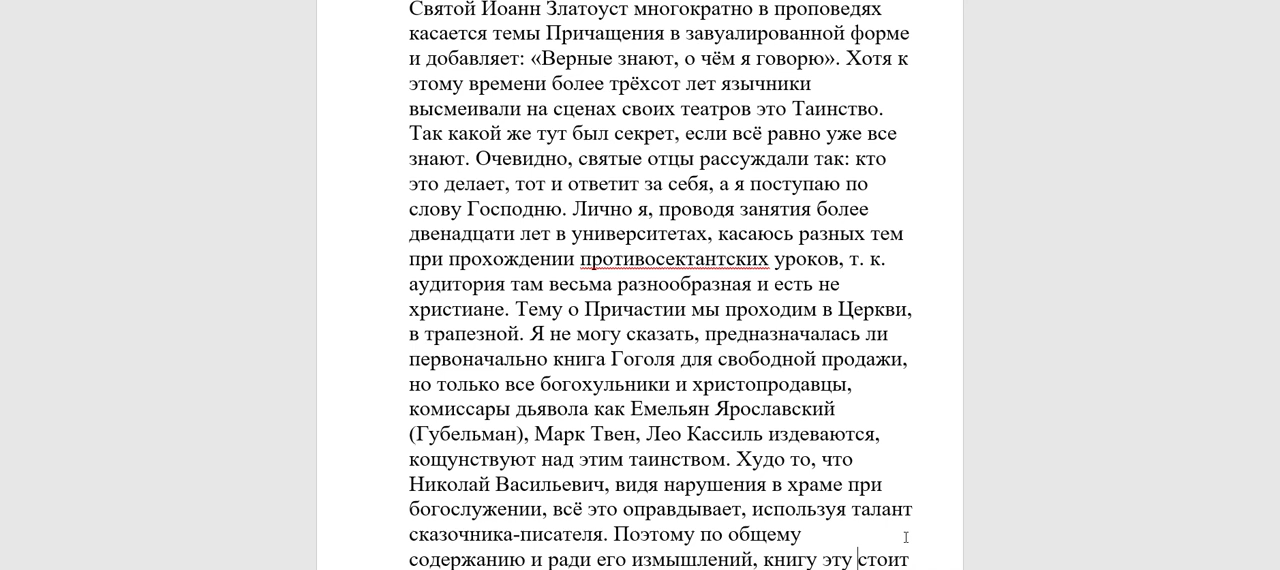 Святой Иоанн Златоуст многократно в проповедях
касается темы Причащения в завуалированной форме
и добавляет: «Верные знают, о чём я говорю». Хотя к
этому времени более трёхсот лет язычники
высмеивали на сценах своих театров это Таинство.
Так какой же тут был секрет, если всё равно уже все
знают. Очевидно, святые отцы рассуждали так: кто
это делает, тот и ответит за себя, а я поступаю по
слову Господню. Лично я, проводя занятия более
двенадцати лет в университетах, касаюсь разных тем
при прохождении противосектантских уроков, т. к.
аудитория там весьма разнообразная и есть не
христиане. Тему о Причастии мы проходим в Церкви,
в трапезной. Я не могу сказать, предназначалась ли
первоначально книга Гоголя для свободной продажи,
но только все богохульники и христопродавцы,
комиссары дьявола как Емельян Ярославский
(Губельман), Марк Твен, Лео Кассиль издеваются,
кощунствуют над этим таинством. Худо то, что
Николай Васильевич, видя нарушения в храме при
богослужении, всё это оправдывает, используя талант
сказочника-писателя. Поэтому по общему
содержанию и ради его измышлений, книгу эту стоит